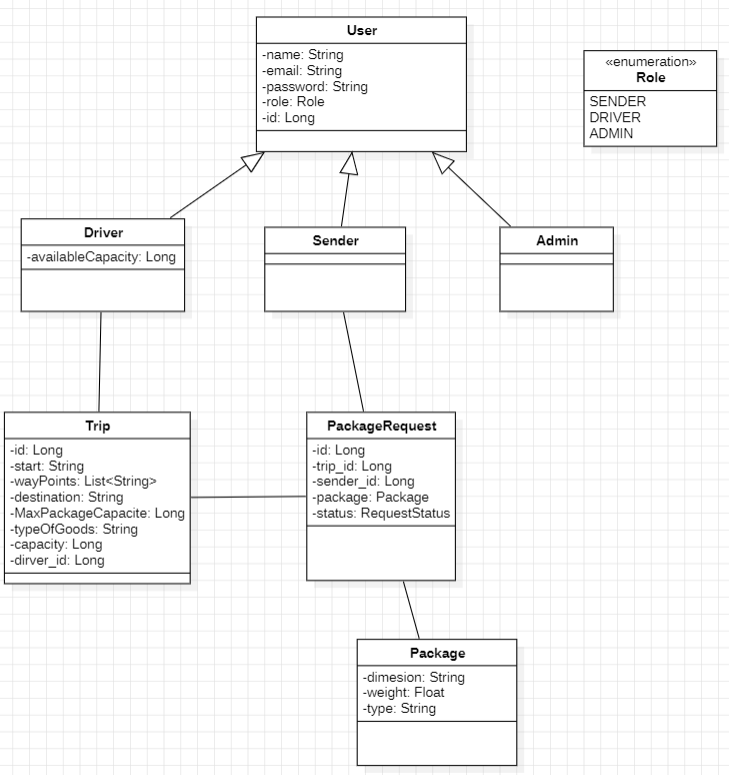 User
-name: String
-email: String
-password: String
-role: Role
-id: Long
«enumeration»
Role
SENDER
DRIVER
ADMIN
Driver
-availableCapacity: Long
Sender
Admin
Trip
-id: Long
-start: String
-wayPoints: List<String>
-destination: String
-MaxPackageCapacite: Long
-typeOfGoods: String
-capacity: Long
-dirver_id: Long
PackageRequest
-id: Long
-trip_id: Long
-sender_id: Long
-package: Package
-status: RequestStatus
Package
-dimesion: String
-weight: Float
-type: String